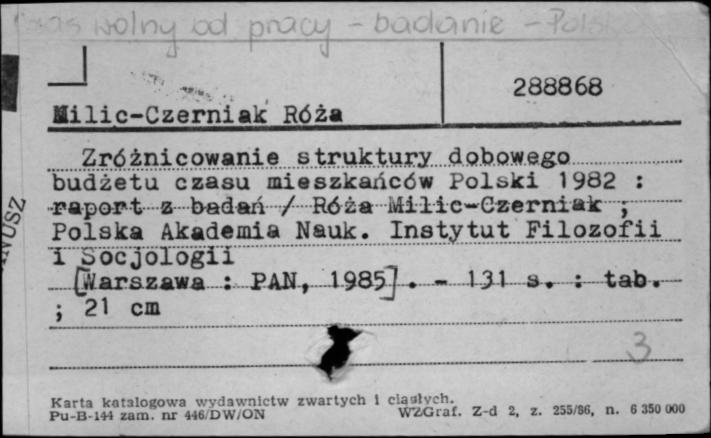 Czas wolny od pracy - badanie - Polska
288868
Milic-Czerniak Róża
Zróżnicowanie struktury dobowego
budżetu czasu mieszkańców Polski 1982 :
raport z badań / Róża Milic-Czerniak ;
Polska Akademia Nauk. Instytut Filozofii
i Socjologii
[Warszawa : PAN, 1985]. - 131 s. : tab.
; 21 cm
3
Karta katalogowa wydawnictw zwartych i ciągłych.
Pu-B-144 zam. nr 446/DW/ON
WZGraf. Z-d 2, z. 255/86, n. 6 350 000